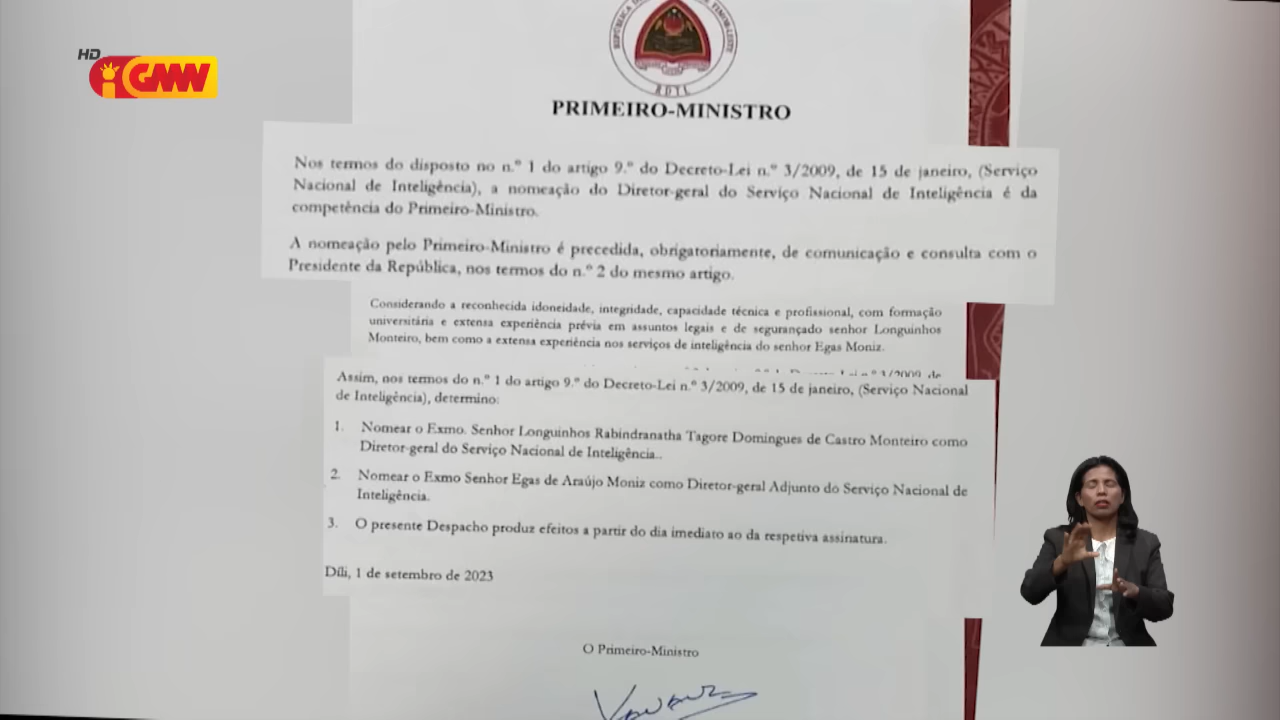 HD
GMN
REPÚBLICA DE TIMOR-LESTE
RDTL
PRIMEIRO-MINISTRO
Nos termos do disposto no n.º 1 do artigo 9.º do Decreto-Lei n.º 3/2009, de 15 de janeiro, (Serviço
Nacional de Inteligência), a nomeação do Diretor-geral do Serviço Nacional de Inteligência é da
competência do Primeiro-Ministro.
A nomeação pelo Primeiro-Ministro é precedida, obrigatoriamente, de comunicação e consulta com o
Presidente da República, nos termos do n.º 2 do mesmo artigo.
Considerando a reconhecida idoneidade, integridade, capacidade técnica e profissional, com formação
universitária e extensa experiência prévia em assuntos legais e de segurançado senhor Longuinhos
Monteiro, bem como a extensa experiência nos serviços de inteligência do senhor Egas Moniz.
Assim, nos termos do n.º 1 do artigo 9.º do Decreto-Lei n.º 3/2009, de 15 de janeiro, (Serviço Nacional
de Inteligência), determino:
1. Nomear o Exmo. Senhor Longuinhos Rabindranatha Tagore Domingues de Castro Monteiro como
Diretor-geral do Serviço Nacional de Inteligência..
2. Nomear o Exmo Senhor Egas de Araújo Moniz como Diretor-geral Adjunto do Serviço Nacional de
Inteligência.
3. O presente Despacho produz efeitos a partir do dia imediato ao da respetiva assinatura.
Díli, 1 de setembro de 2023
O Primeiro-Ministro